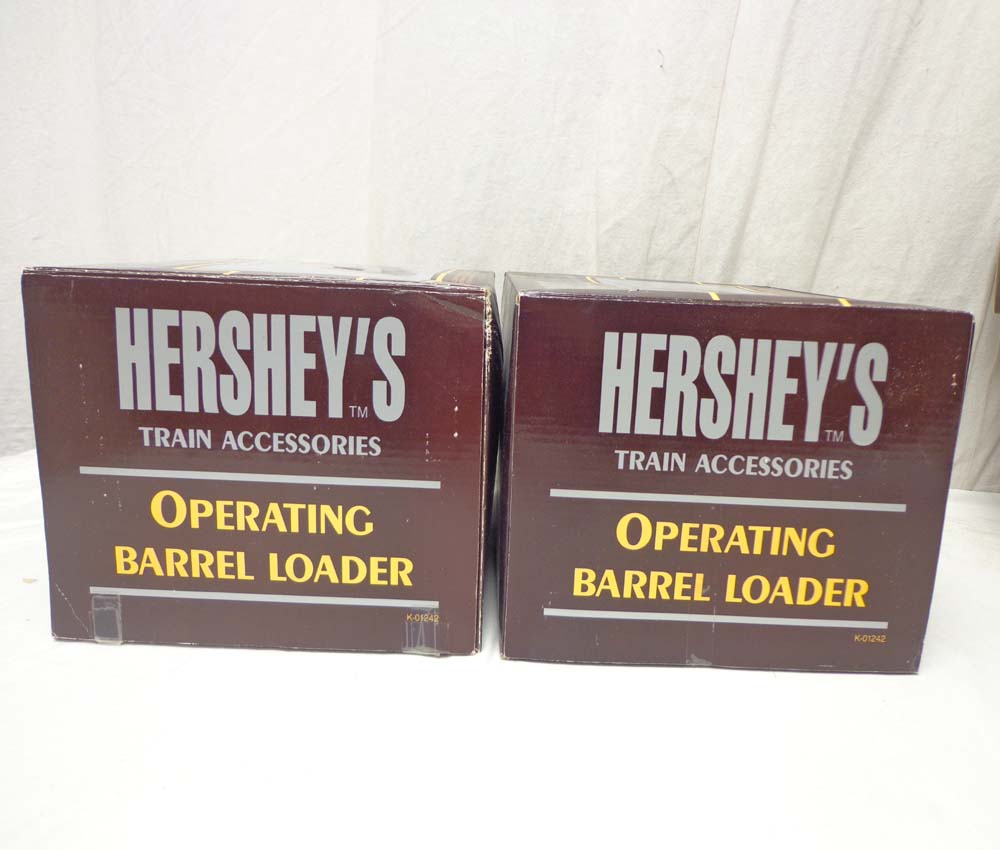 HERSHEY'S TM
TRAIN ACCESSORIES
OPERATING
BARREL LOADER
K-01242
HERSHEY'S TM
TRAIN ACCESSORIES
OPERATING
BARREL LOADER
K-01242